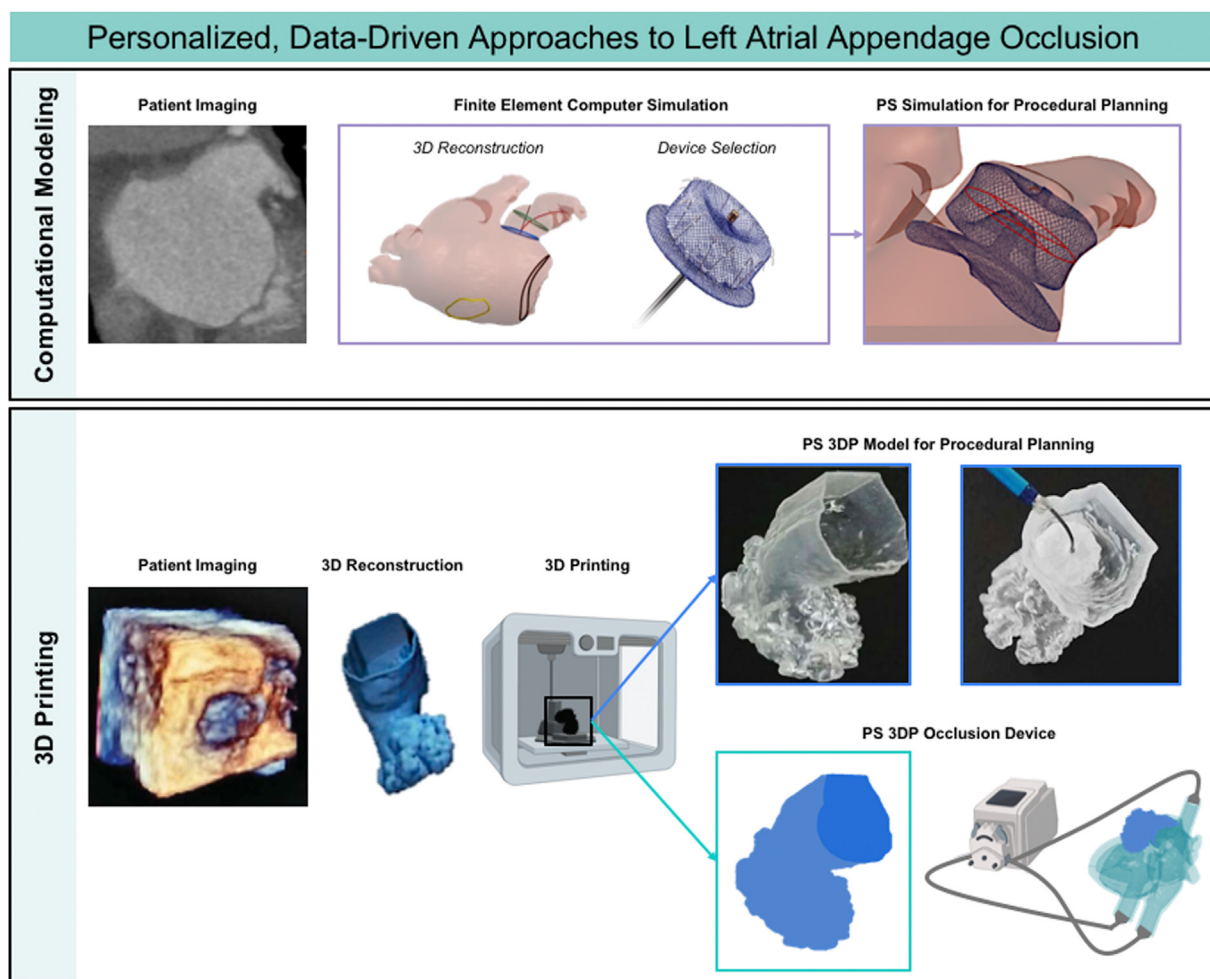 Personalized, Data-Driven Approaches to Left Atrial Appendage Occlusion
Computational Modeling
Patient Imaging
Finite Element Computer Simulation
PS Simulation for Procedural Planning
3D Reconstruction
Device Selection
3D Printing
PS 3DP Model for Procedural Planning
Patient Imaging
3D Reconstruction
3D Printing
PS 3DP Occlusion Device